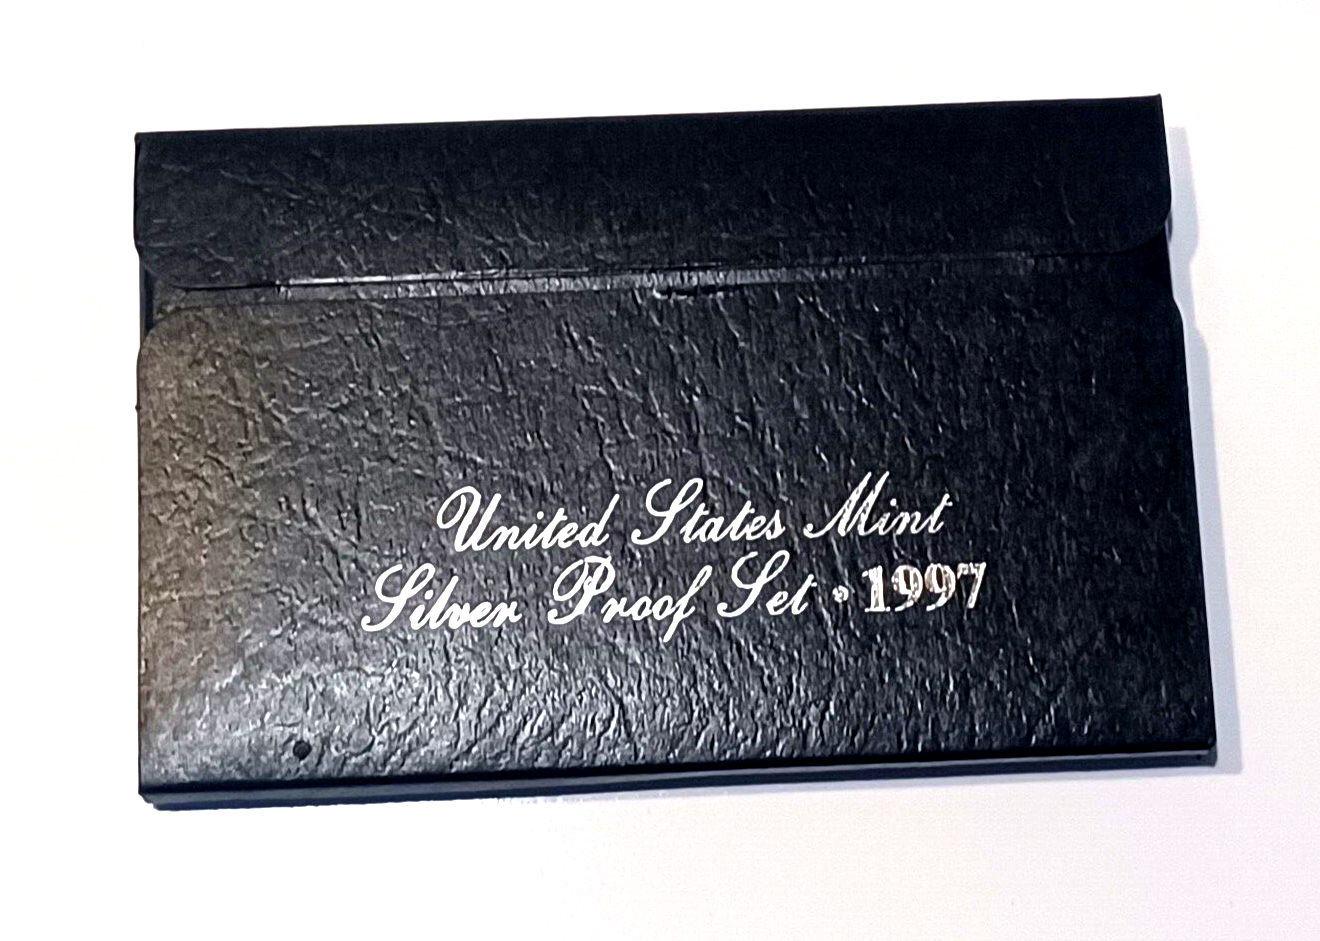 United States Mint
Silver Proof Set • 1997